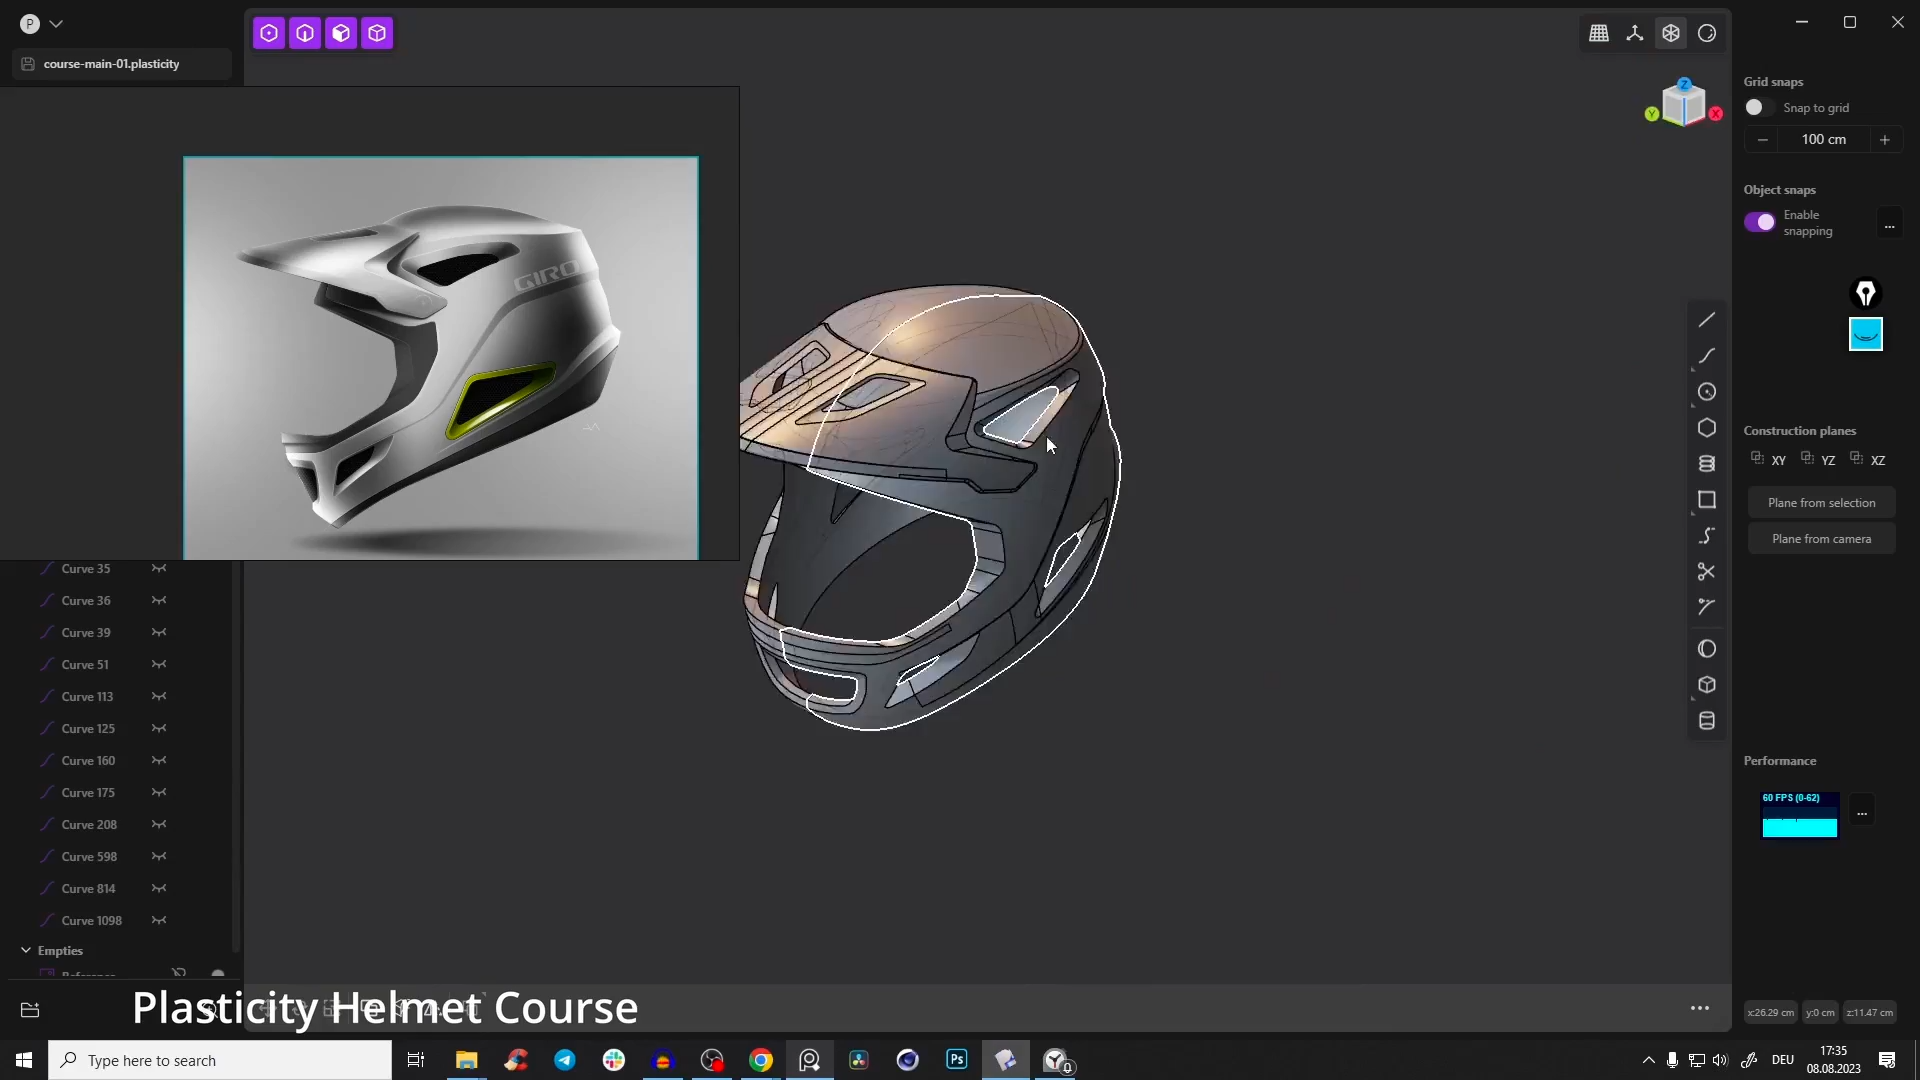 P
course-main-01.plasticity
GIRO
Curve 35
Curve 36
Curve 39
Curve 51
Curve 113
Curve 125
Curve 160
Curve 175
Curve 208
Curve 598
Curve 814
Curve 1098
Empties
Reference
Plasticity Helmet Course
Z
Y
X
Grid snaps
Snap to grid
100 cm
Object snaps
Enable
snapping
...
Construction planes
XY
YZ
XZ
Plane from selection
Plane from camera
Performance
60 FPS (0-62)
...
x:26.29 cm
y:0 cm
z:11.47 cm
Type here to search
Ps
DEU
17:35
08.08.2023